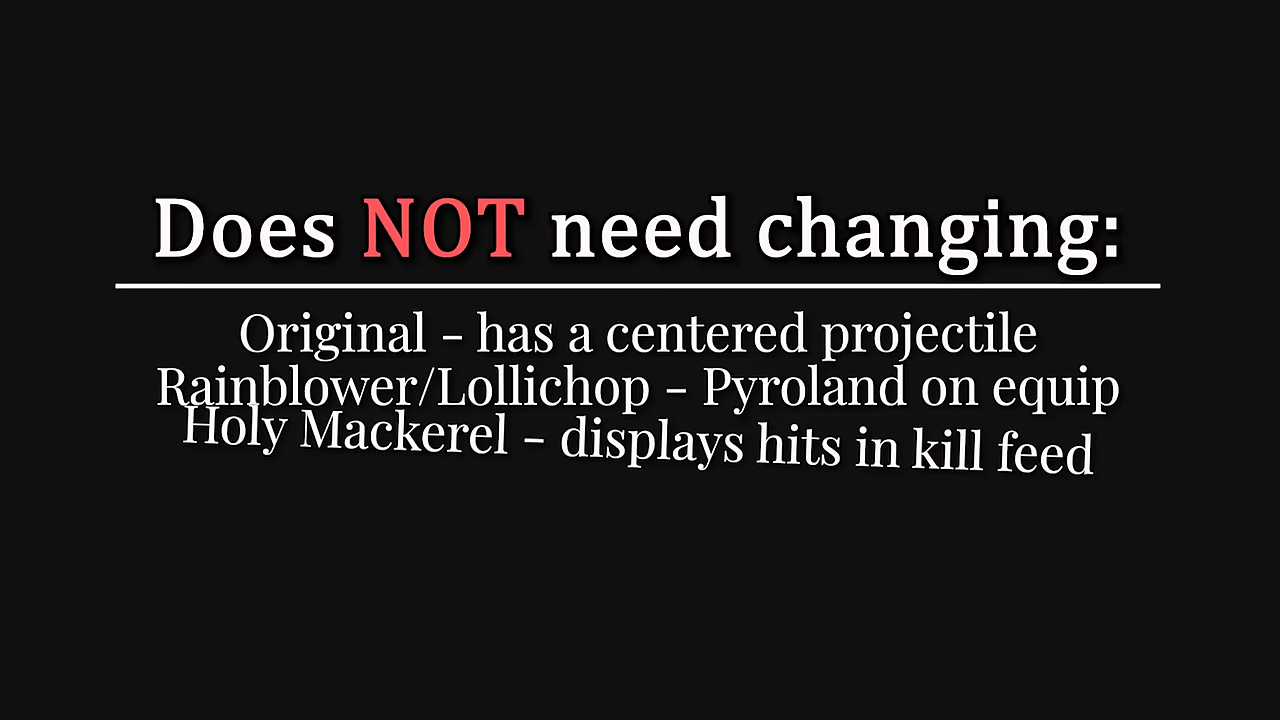 Does NOT need changing:
Original - has a centered projectile
Rainblower/Lollichop - Pyroland on equip
Holy Mackerel - displays hits in kill feed